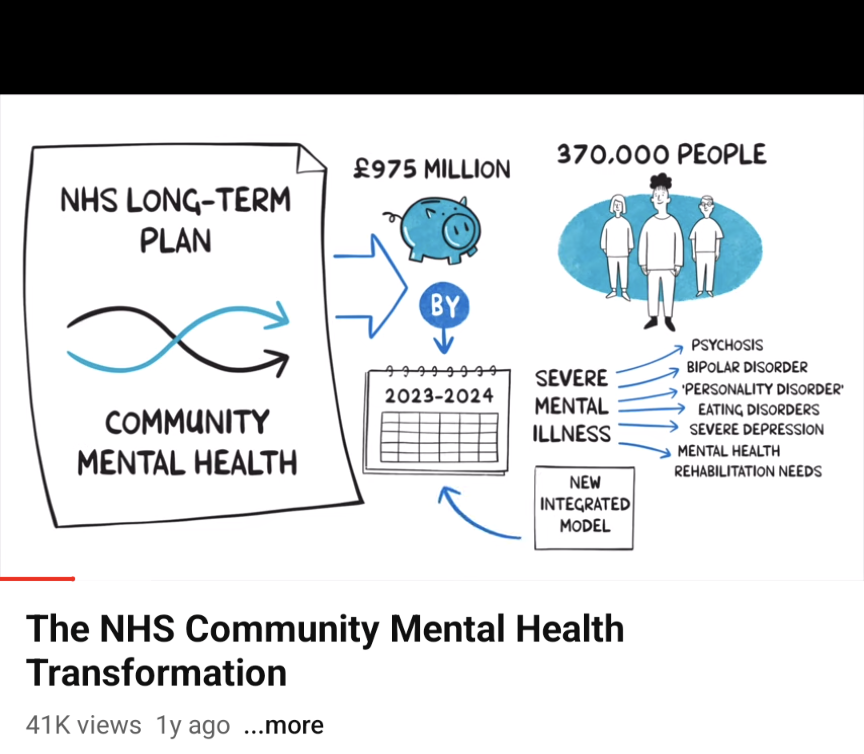 NHS LONG-TERM
PLAN
COMMUNITY
MENTAL HEALTH
£975 MILLION
BY
2023-2024
370,000 PEOPLE
SEVERE
MENTAL
ILLNESS
PSYCHOSIS
BIPOLAR DISORDER
'PERSONALITY DISORDER'
EATING DISORDERS
SEVERE DEPRESSION
MENTAL HEALTH
REHABILITATION NEEDS
NEW
INTEGRATED
MODEL
The NHS Community Mental Health
Transformation
41K views 1y ago ...more